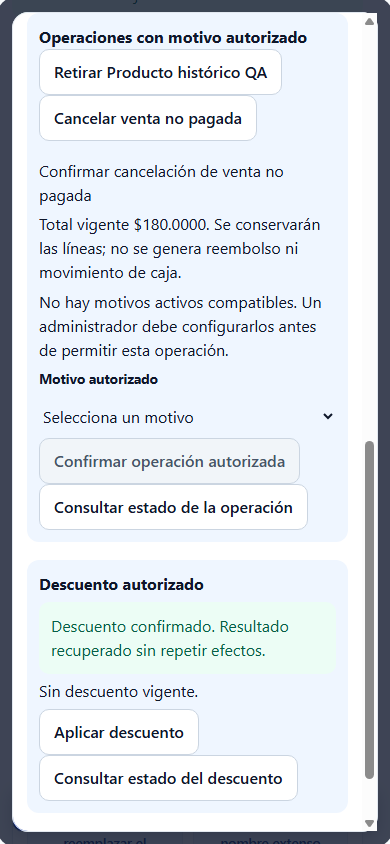 Operaciones con motivo autorizado
Retirar Producto histórico QA
Cancelar venta no pagada
Confirmar cancelación de venta no
pagada
Total vigente $180.0000. Se conservarán
las líneas; no se genera reembolso ni
movimiento de caja.
No hay motivos activos compatibles. Un
administrador debe configurarlos antes
de permitir esta operación.
Motivo autorizado
Selecciona un motivo
Confirmar operación autorizada
Consultar estado de la operación
Descuento autorizado
Descuento confirmado. Resultado
recuperado sin repetir efectos.
Sin descuento vigente.
Aplicar descuento
Consultar estado del descuento